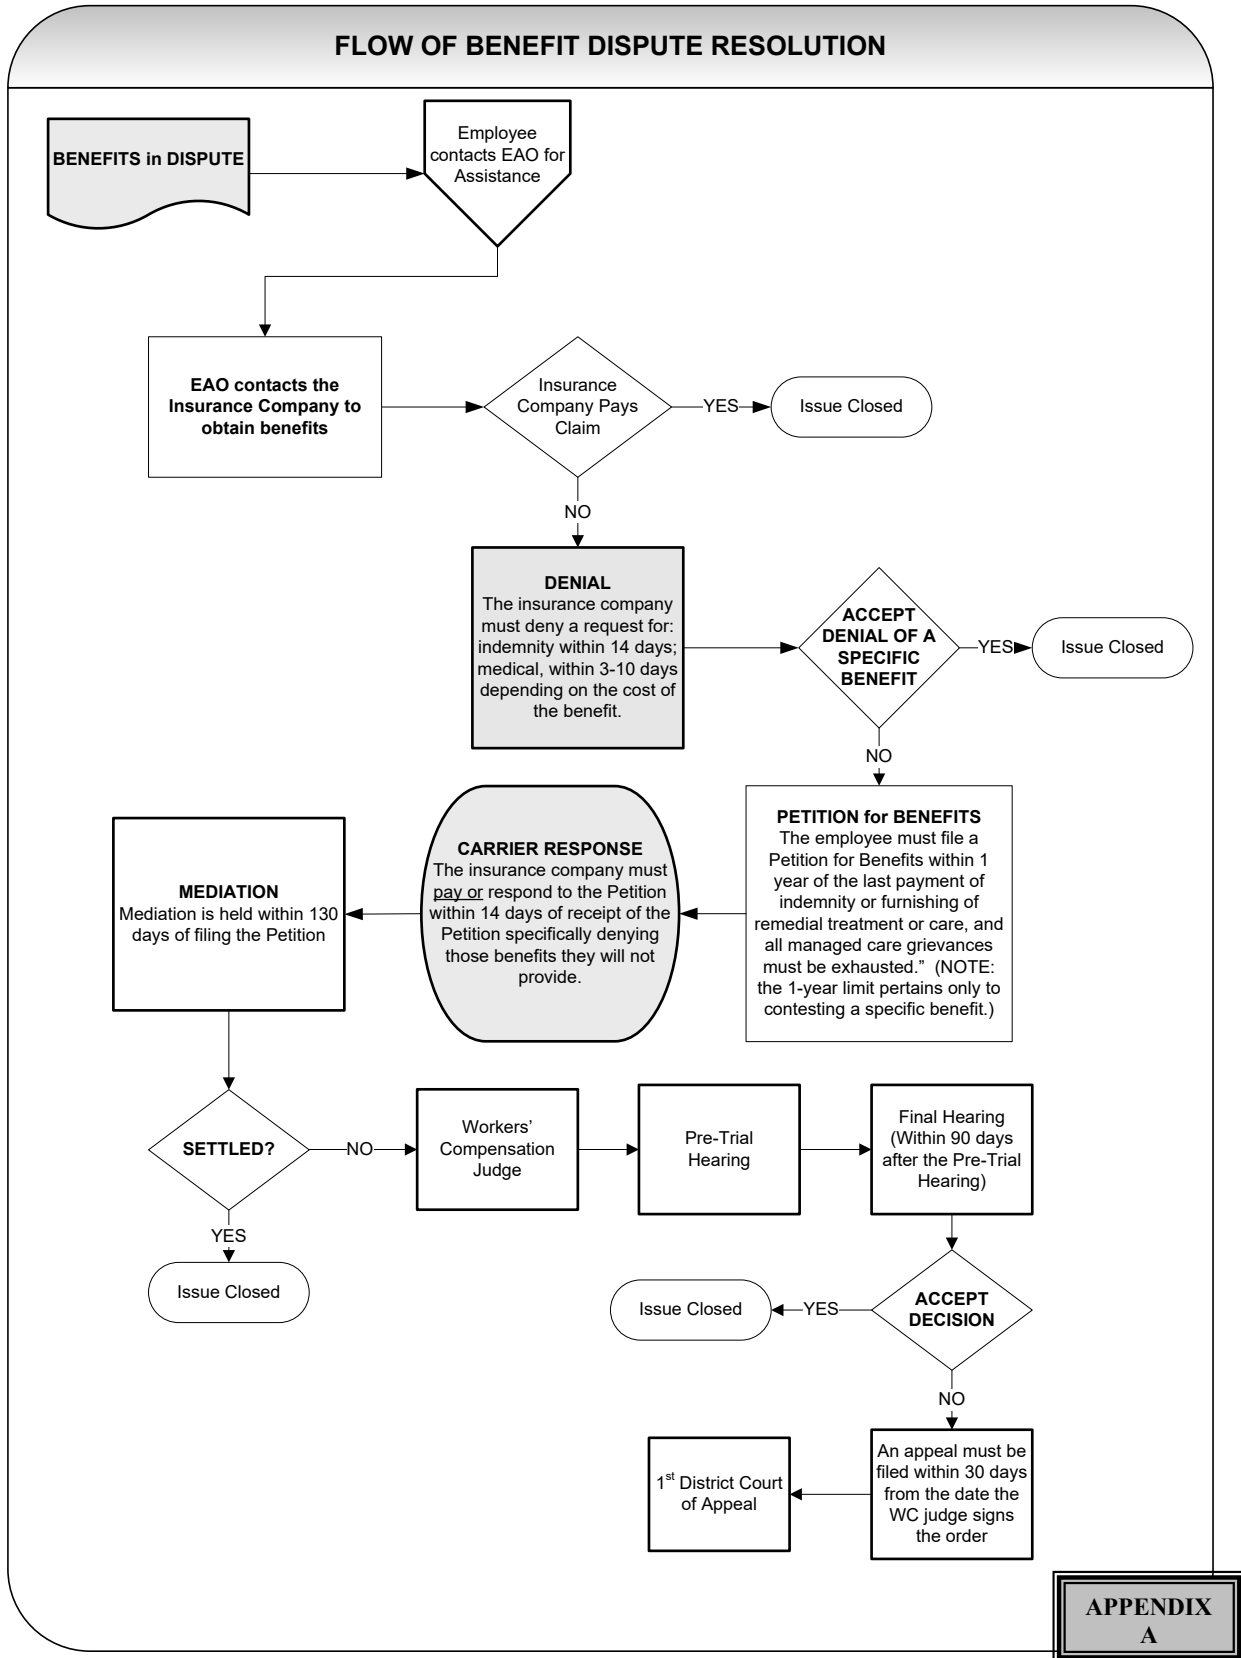 FLOW OF BENEFIT DISPUTE RESOLUTION
BENEFITS in DISPUTE
Employee
contacts EAO for
Assistance
EAO contacts the
Insurance Company to
obtain benefits
Insurance
Company Pays
Claim
YES
Issue Closed
NO
DENIAL
The insurance company
must deny a request for:
indemnity within 14 days;
medical, within 3-10 days
depending on the cost of
the benefit.
ACCEPT
DENIAL OF A
SPECIFIC
BENEFIT
YES
Issue Closed
NO
PETITION for BENEFITS
The employee must file a
Petition for Benefits within 1
year of the last payment of
indemnity or furnishing of
remedial treatment or care, and
all managed care grievances
must be exhausted.” (NOTE:
the 1-year limit pertains only to
contesting a specific benefit.)
CARRIER RESPONSE
The insurance company must
pay or respond to the Petition
within 14 days of receipt of the
Petition specifically denying
those benefits they will not
provide.
MEDIATION
Mediation is held within 130
days of filing the Petition
SETTLED?
NO
YES
Issue Closed
Workers’
Compensation
Judge
Pre-Trial
Hearing
Final Hearing
(Within 90 days
after the Pre-Trial
Hearing)
ACCEPT
DECISION
YES
Issue Closed
NO
An appeal must be
filed within 30 days
from the date the
WC judge signs
the order
1st District Court
of Appeal
APPENDIX
A